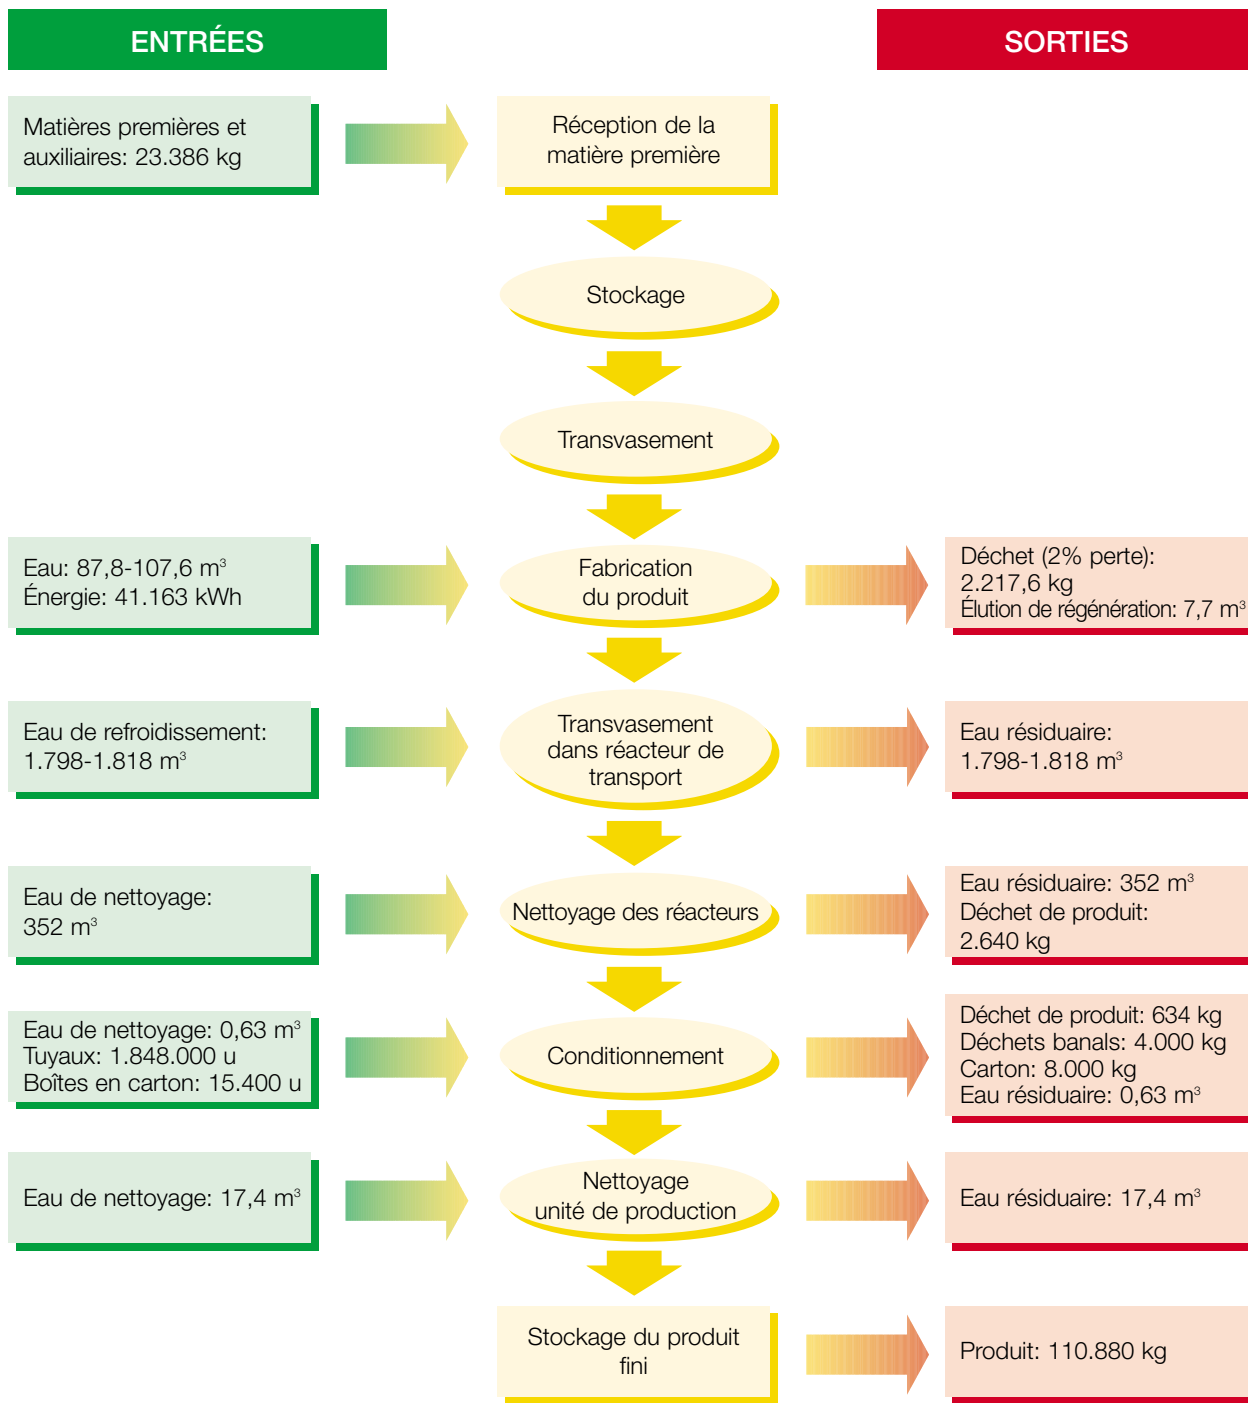 ENTRÉES
SORTIES
Matières premières et
auxiliaires: 23.386 kg
Réception de la
matière première
Stockage
Transvasement
Eau: 87,8-107,6 m³
Énergie: 41.163 kWh
Fabrication
du produit
Déchet (2% perte):
2.217,6 kg
Élution de régénération: 7,7 m³
Eau de refroidissement:
1.798-1.818 m³
Transvasement
dans réacteur de
transport
Eau résiduaire:
1.798-1.818 m³
Eau de nettoyage:
352 m³
Nettoyage des réacteurs
Eau résiduaire: 352 m³
Déchet de produit:
2.640 kg
Eau de nettoyage: 0,63 m³
Tuyaux: 1.848.000 u
Boîtes en carton: 15.400 u
Conditionnement
Déchet de produit: 634 kg
Déchets banals: 4.000 kg
Carton: 8.000 kg
Eau résiduaire: 0,63 m³
Eau de nettoyage: 17,4 m³
Nettoyage
unité de production
Eau résiduaire: 17,4 m³
Stockage du produit
fini
Produit: 110.880 kg